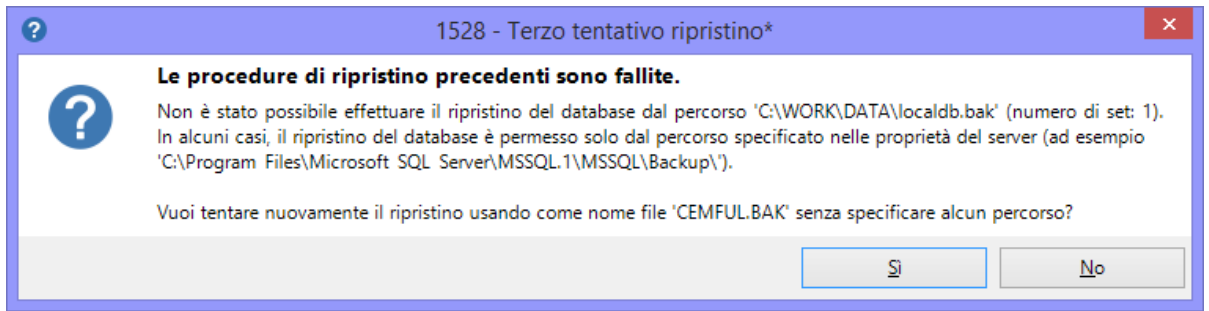 1528 - Terzo tentativo ripristino*
Le procedure di ripristino precedenti sono fallite.
Non è stato possibile effettuare il ripristino del database dal percorso 'C:\WORK\DATA\localdb.bak' (numero di set: 1).
In alcuni casi, il ripristino del database è permesso solo dal percorso specificato nelle proprietà del server (ad esempio
'C:\Program Files\Microsoft SQL Server\MSSQL.1\MSSQL\Backup\').
Vuoi tentare nuovamente il ripristino usando come nome file 'CEMFUL.BAK' senza specificare alcun percorso?
Sì No